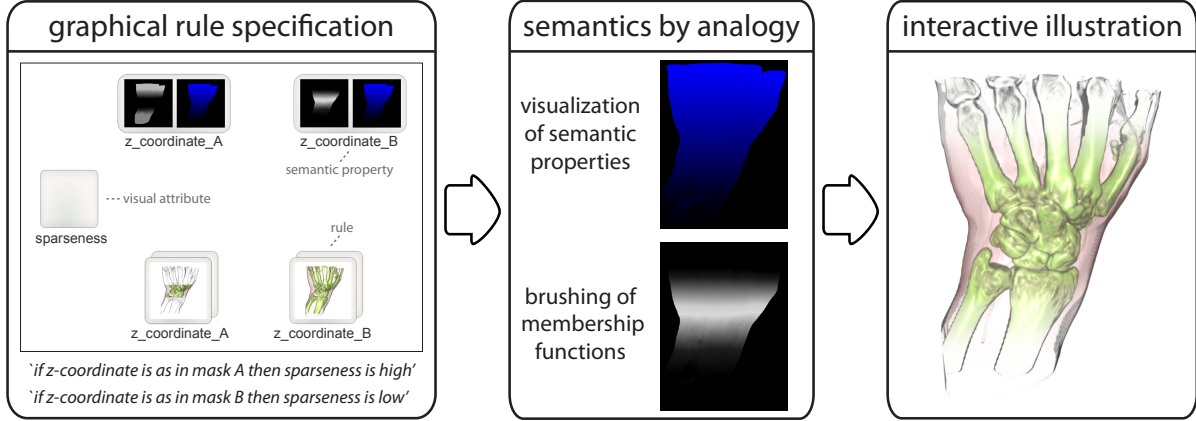 graphical rule specification
z_coordinate_A
z_coordinate_B
semantic property
visual attribute
sparseness
rule
z_coordinate_A
z_coordinate_B
`if z-coordinate is as in mask A then sparseness is high'
`if z-coordinate is as in mask B then sparseness is low'
semantics by analogy
visualization
of semantic
properties
brushing of
membership
functions
interactive illustration